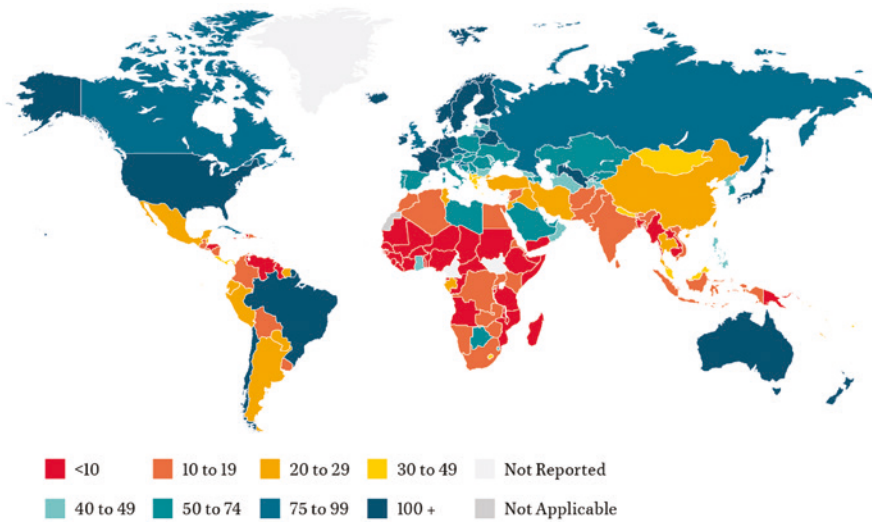 <10 10 to 19 20 to 29 30 to 49 Not Reported
40 to 49 50 to 74 75 to 99 100 + Not Applicable